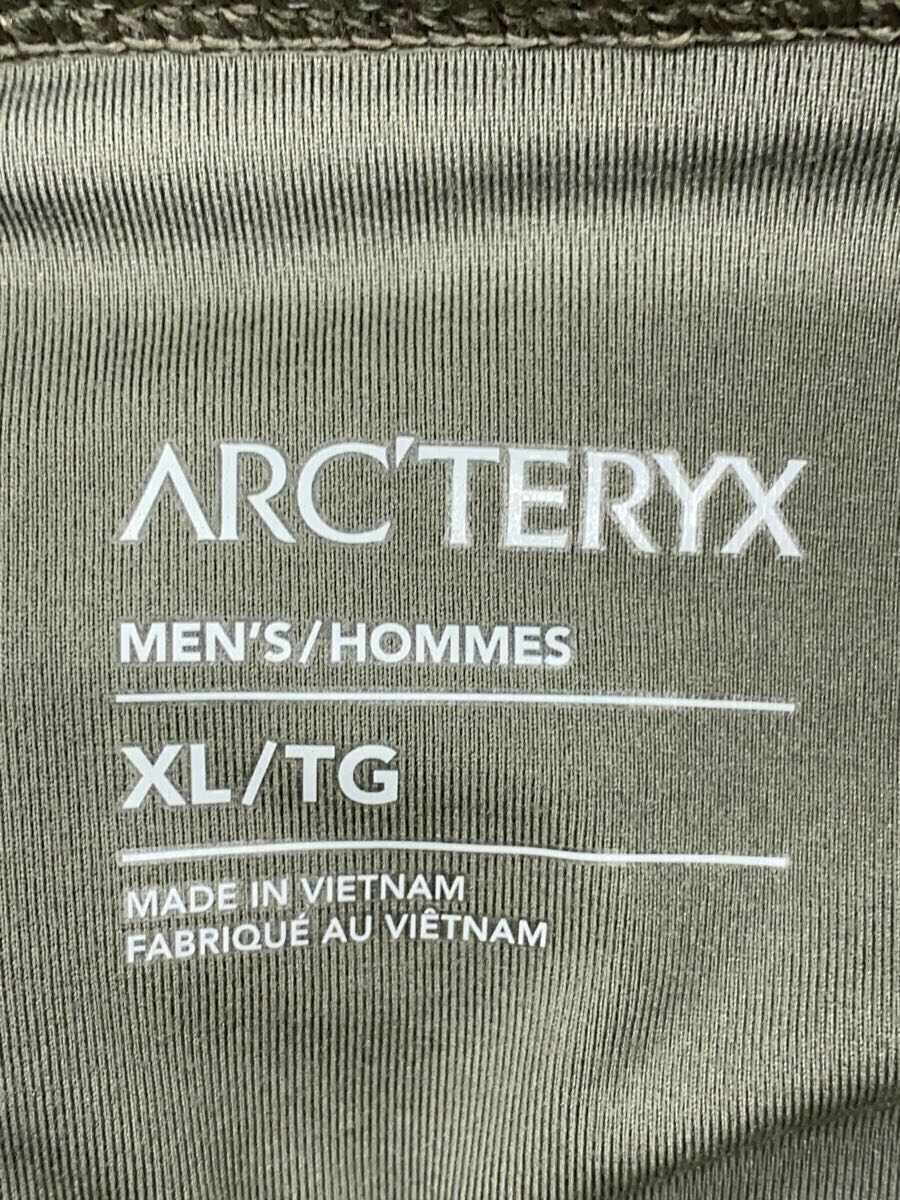 ARC'TERYX
MEN'S/HOMMES
XL/TG
MADE IN VIETNAM
FABRIQUÉ AU VIÊTNAM